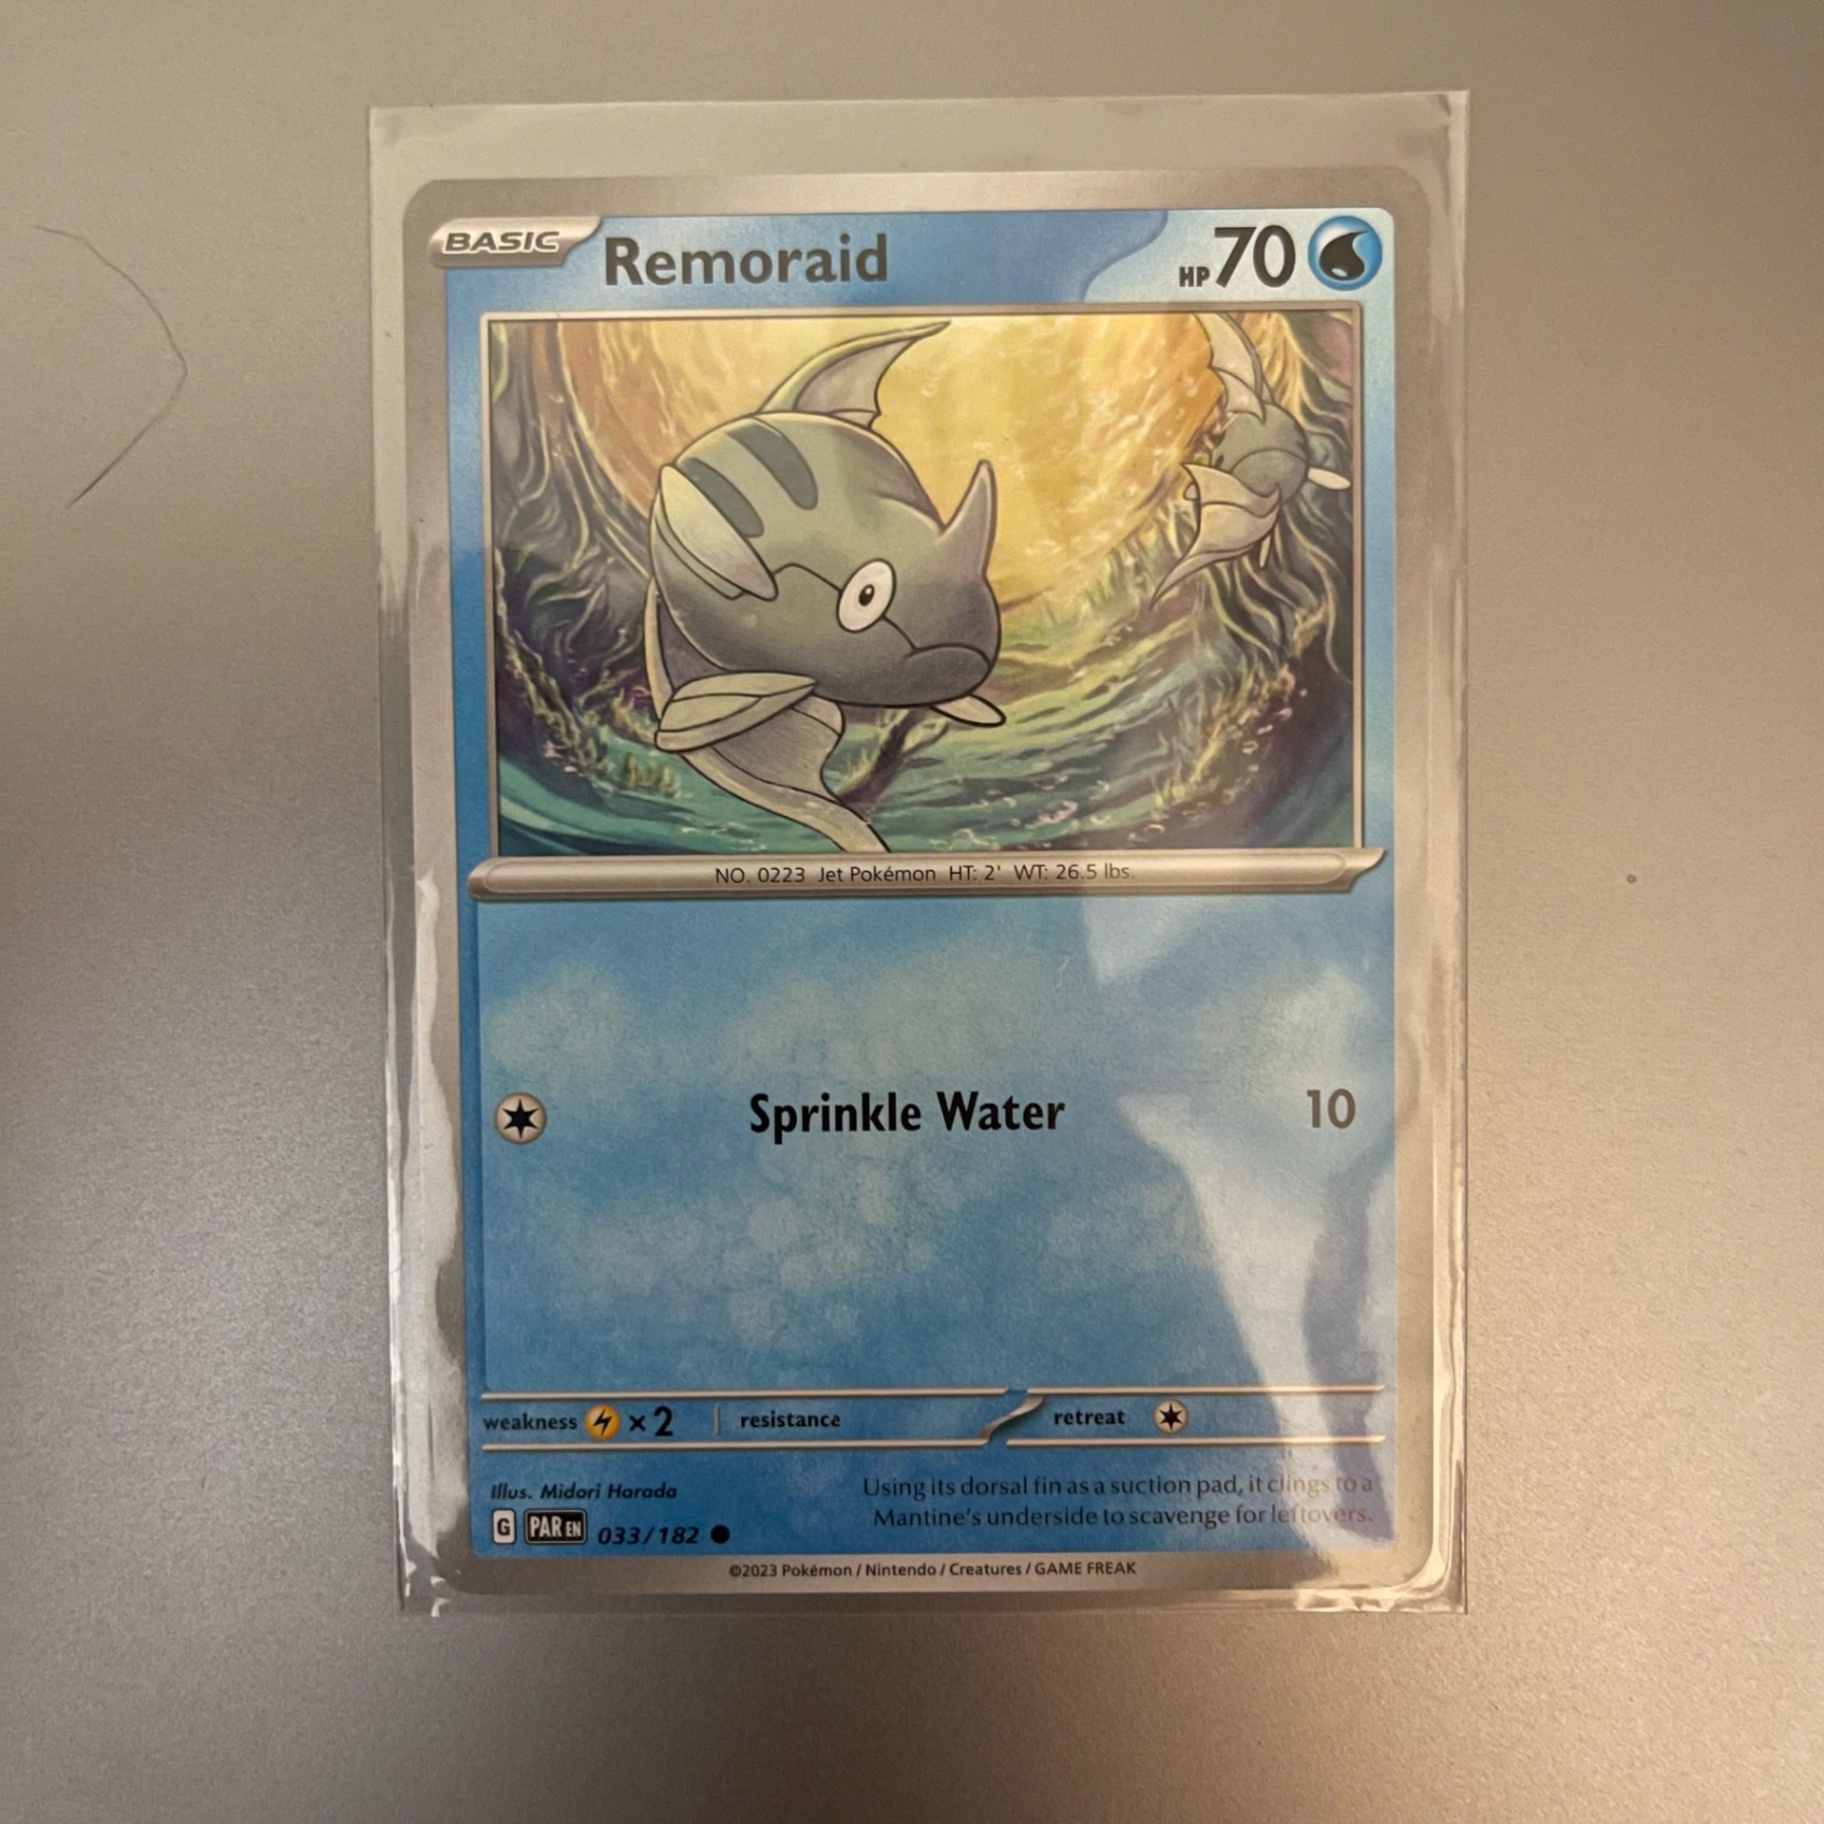 BASIC Remoraid HP 70
NO. 0223 Jet Pokémon HT: 2' WT: 26.5 lbs.
Sprinkle Water 10
weakness ×2 resistance retreat
Illus. Midori Harada
Using its dorsal fin as a suction pad, it clings to a
Mantine's underside to scavenge for leftovers.
G PAR EN 033/182
©2023 Pokémon / Nintendo / Creatures / GAME FREAK